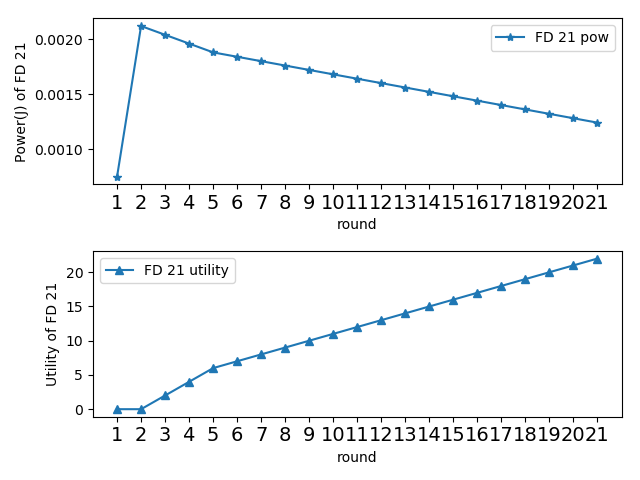 Power(J) of FD 21
0.0020
0.0015
0.0010
FD 21 pow
1 2 3 4 5 6 7 8 9 10 11 12 13 14 15 16 17 18 19 20 21
round
Utility of FD 21
20
15
10
5
0
FD 21 utility
1 2 3 4 5 6 7 8 9 10 11 12 13 14 15 16 17 18 19 20 21
round